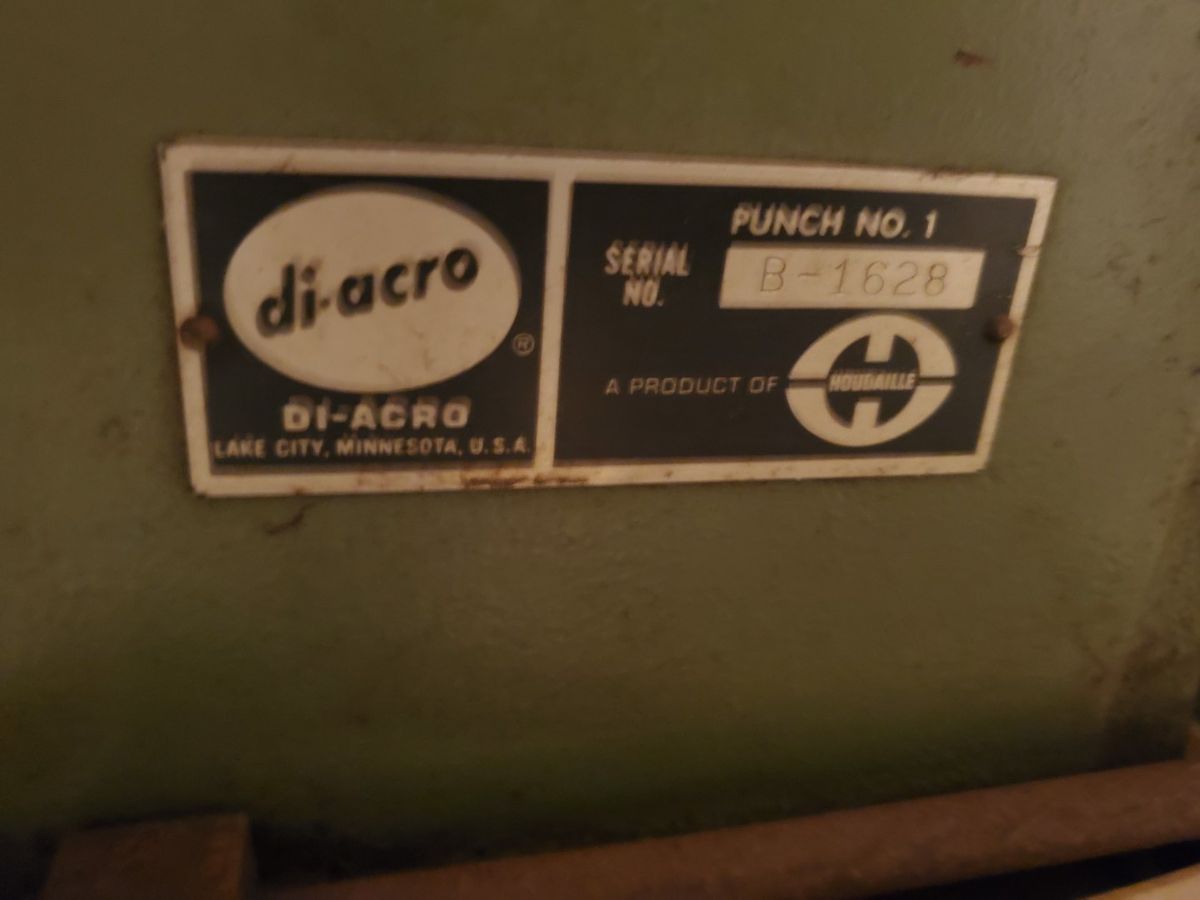 di-acro
®
DI-ACRO
LAKE CITY, MINNESOTA, U.S.A.
PUNCH NO. 1
SERIAL NO.
B-1628
A PRODUCT OF
HOUDAILLE